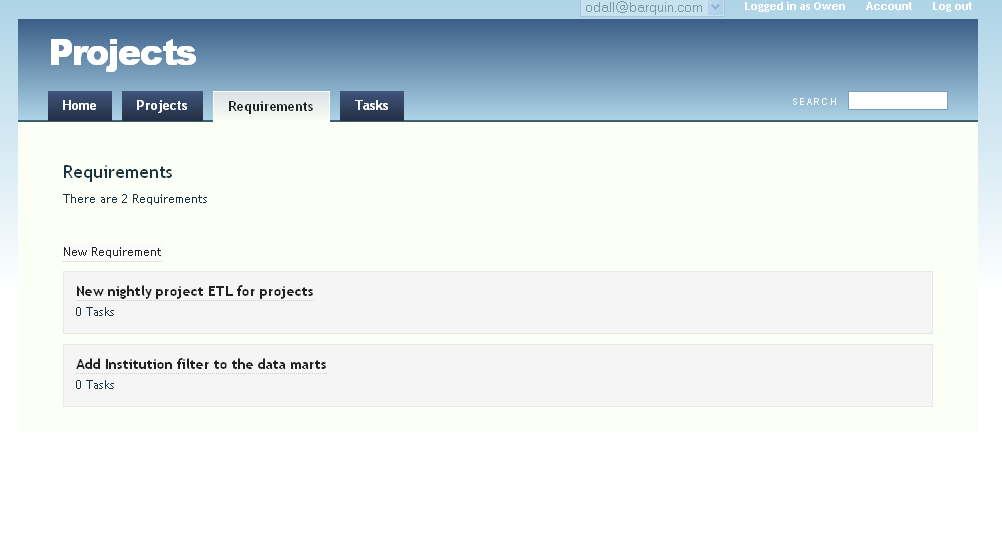 odall@barquin.com Logged in as Owen Account Log out
Projects
Home Projects Requirements Tasks SEARCH
Requirements
There are 2 Requirements
New Requirement
New nightly project ETL for projects
0 Tasks
Add Institution filter to the data marts
0 Tasks